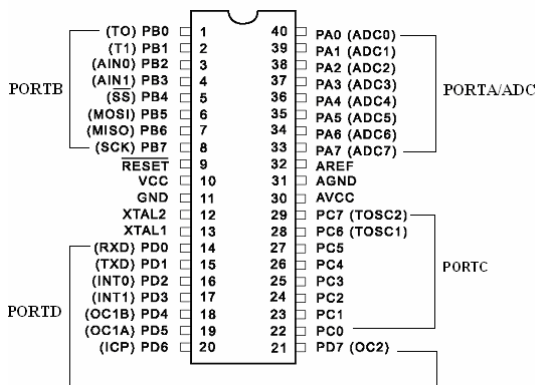 (TO) PB0 1 40 PA0 (ADC0)
(T1) PB1 2 39 PA1 (ADC1)
(AIN0) PB2 3 38 PA2 (ADC2)
(AIN1) PB3 4 37 PA3 (ADC3)
PORTB PORTA/ADC
(SS) PB4 5 36 PA4 (ADC4)
(MOSI) PB5 6 35 PA5 (ADC5)
(MISO) PB6 7 34 PA6 (ADC6)
(SCK) PB7 8 33 PA7 (ADC7)
RESET 9 32 AREF
VCC 10 31 AGND
GND 11 30 AVCC
XTAL2 12 29 PC7 (TOSC2)
XTAL1 13 28 PC6 (TOSC1)
(RXD) PD0 14 27 PC5
(TXD) PD1 15 26 PC4
PORTC
(INT0) PD2 16 25 PC3
(INT1) PD3 17 24 PC2
PORTD
(OC1B) PD4 18 23 PC1
(OC1A) PD5 19 22 PC0
(ICP) PD6 20 21 PD7 (OC2)